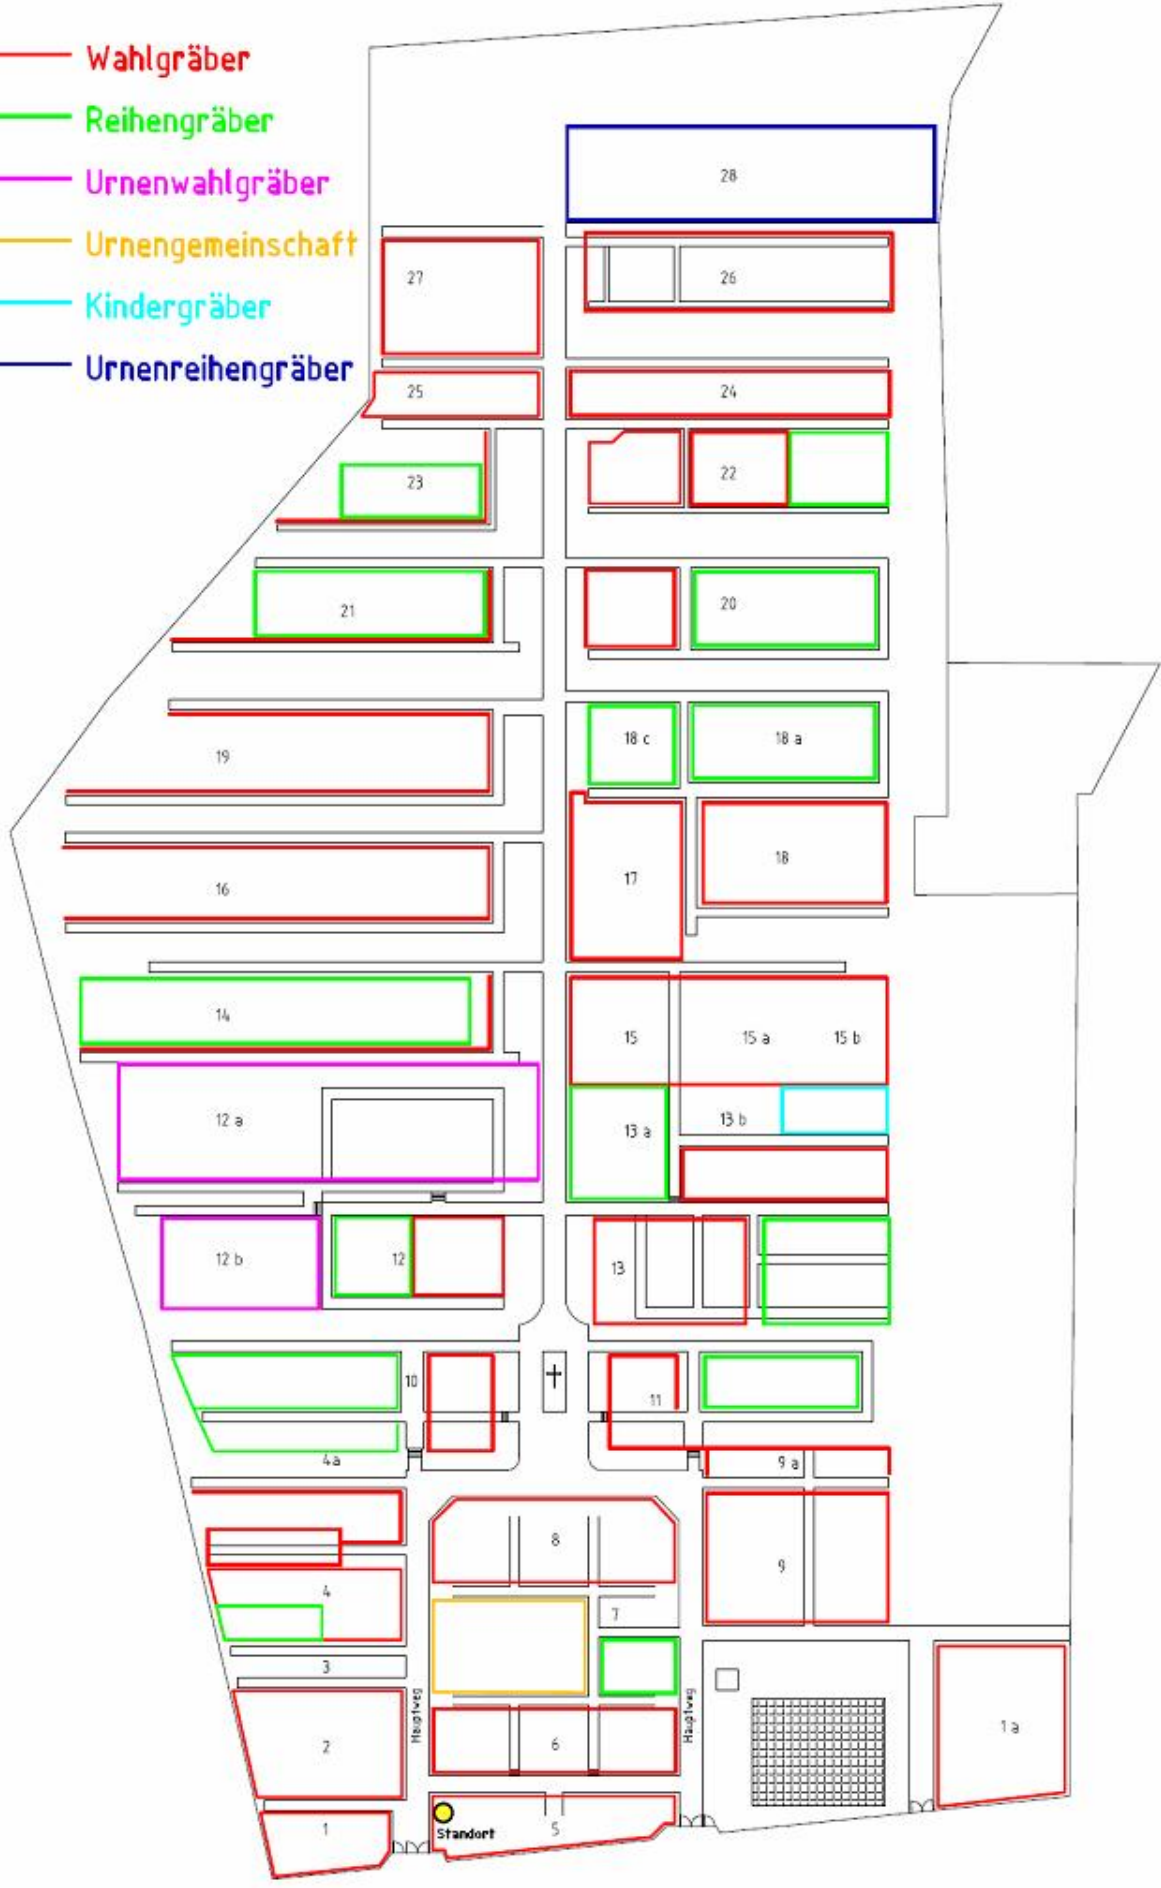 Wahlgräber
Reihengräber
Urnenwahlgräber
Urnengemeinschaft
Kindergräber
Urnenreihengräber
28
27
26
25
24
23
22
21
20
19
18 c
18 a
18
17
16
14
15
15 a
15 b
12 a
13 a
13 b
12 b
12
13
10
11
4a
9 a
8
9
4
7
3
Hauptweg
Hauptweg
2
6
1 a
1
Standort
5